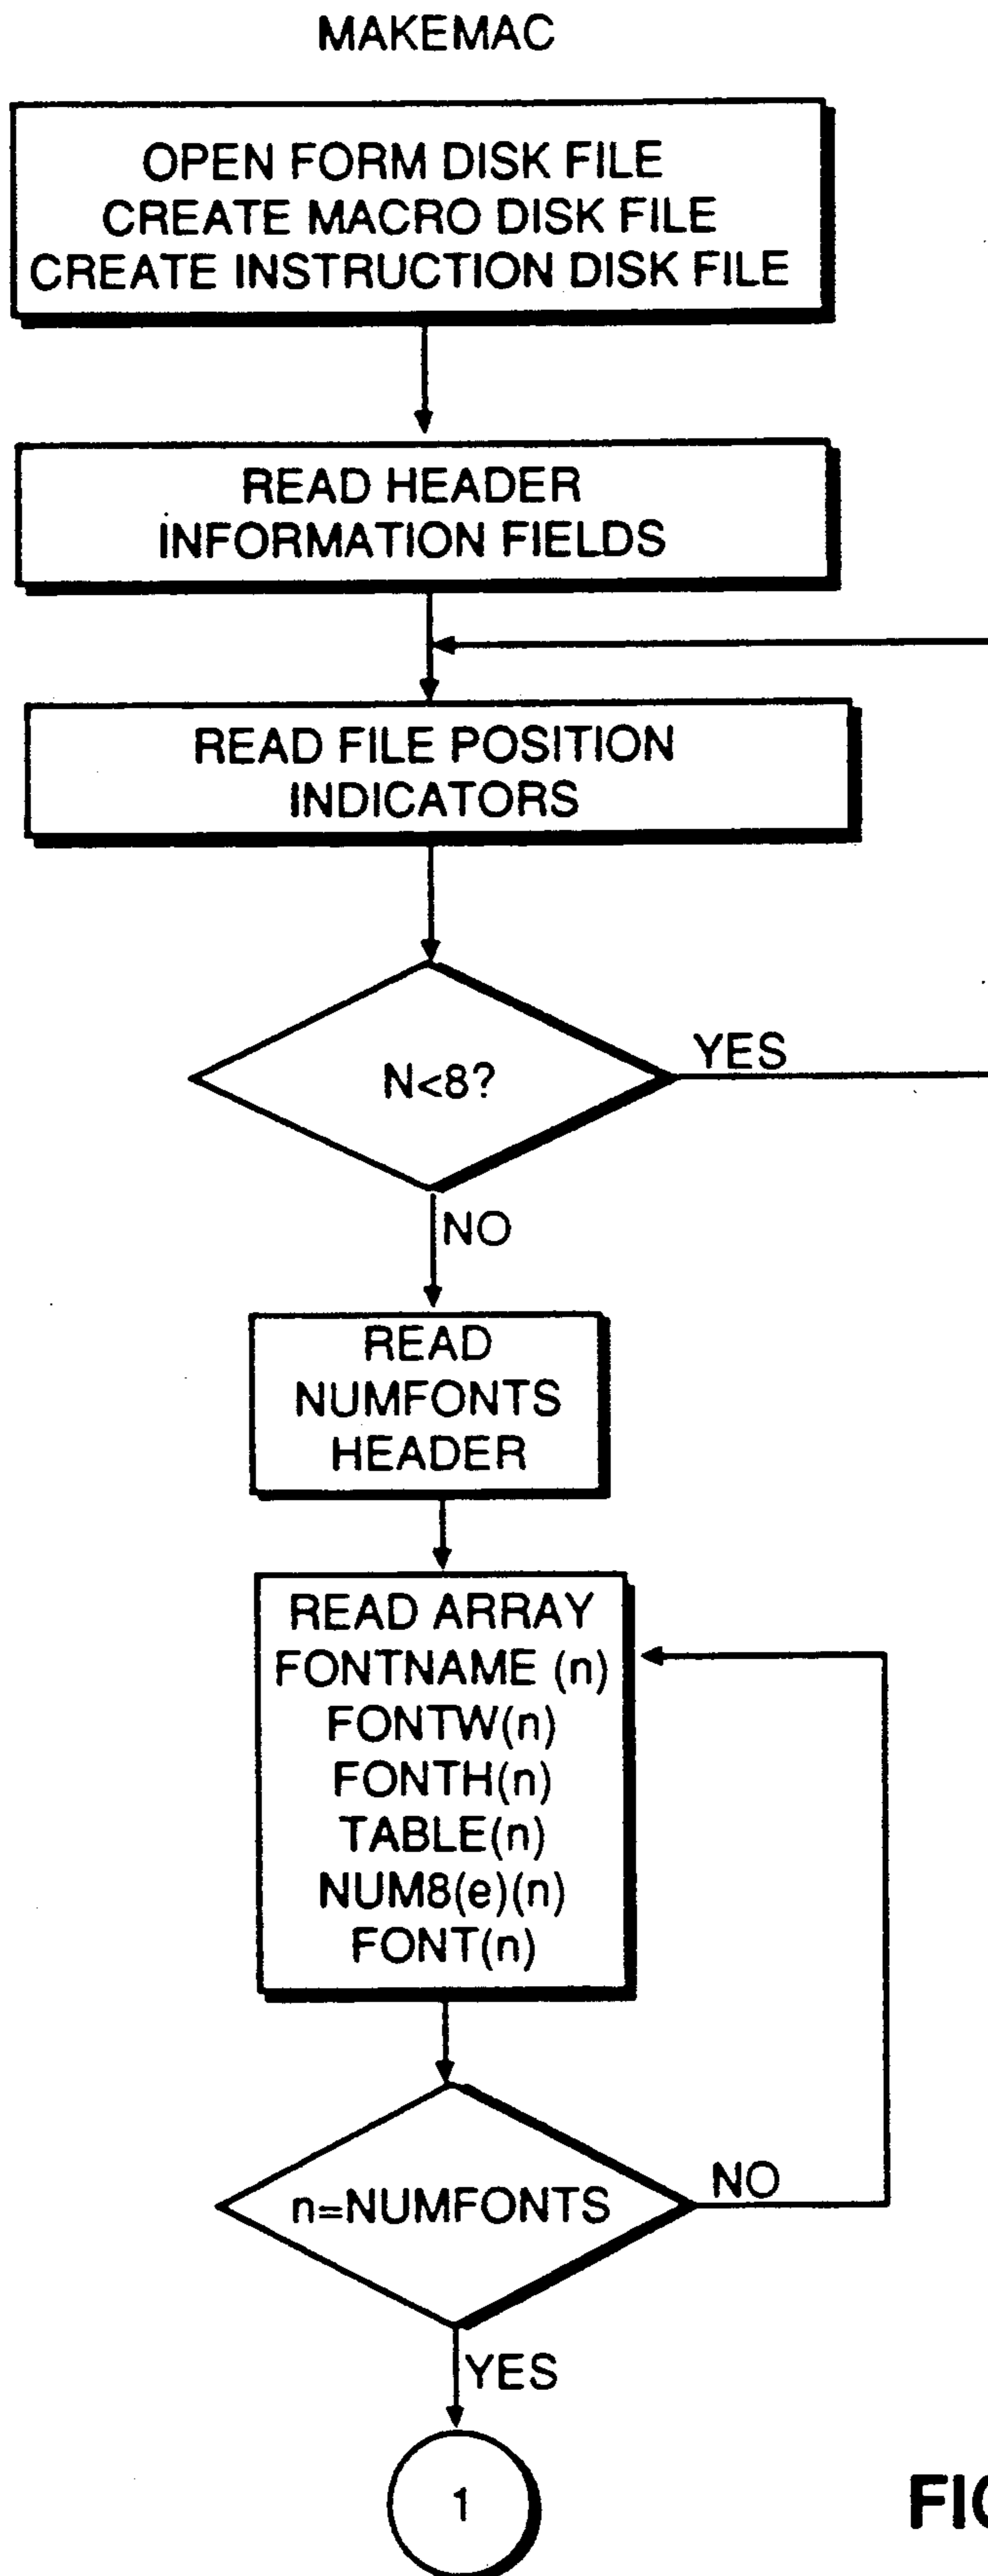 MAKEMAC
OPEN FORM DISK FILE
CREATE MACRO DISK FILE
CREATE INSTRUCTION DISK FILE
READ HEADER
INFORMATION FIELDS
READ FILE POSITION
INDICATORS
N<8?
YES
NO
READ
NUMFONTS
HEADER
READ ARRAY
FONTNAME (n)
FONTW(n)
FONTH(n)
TABLE(n)
NUM8(e)(n)
FONT(n)
n=NUMFONTS
NO
YES
1